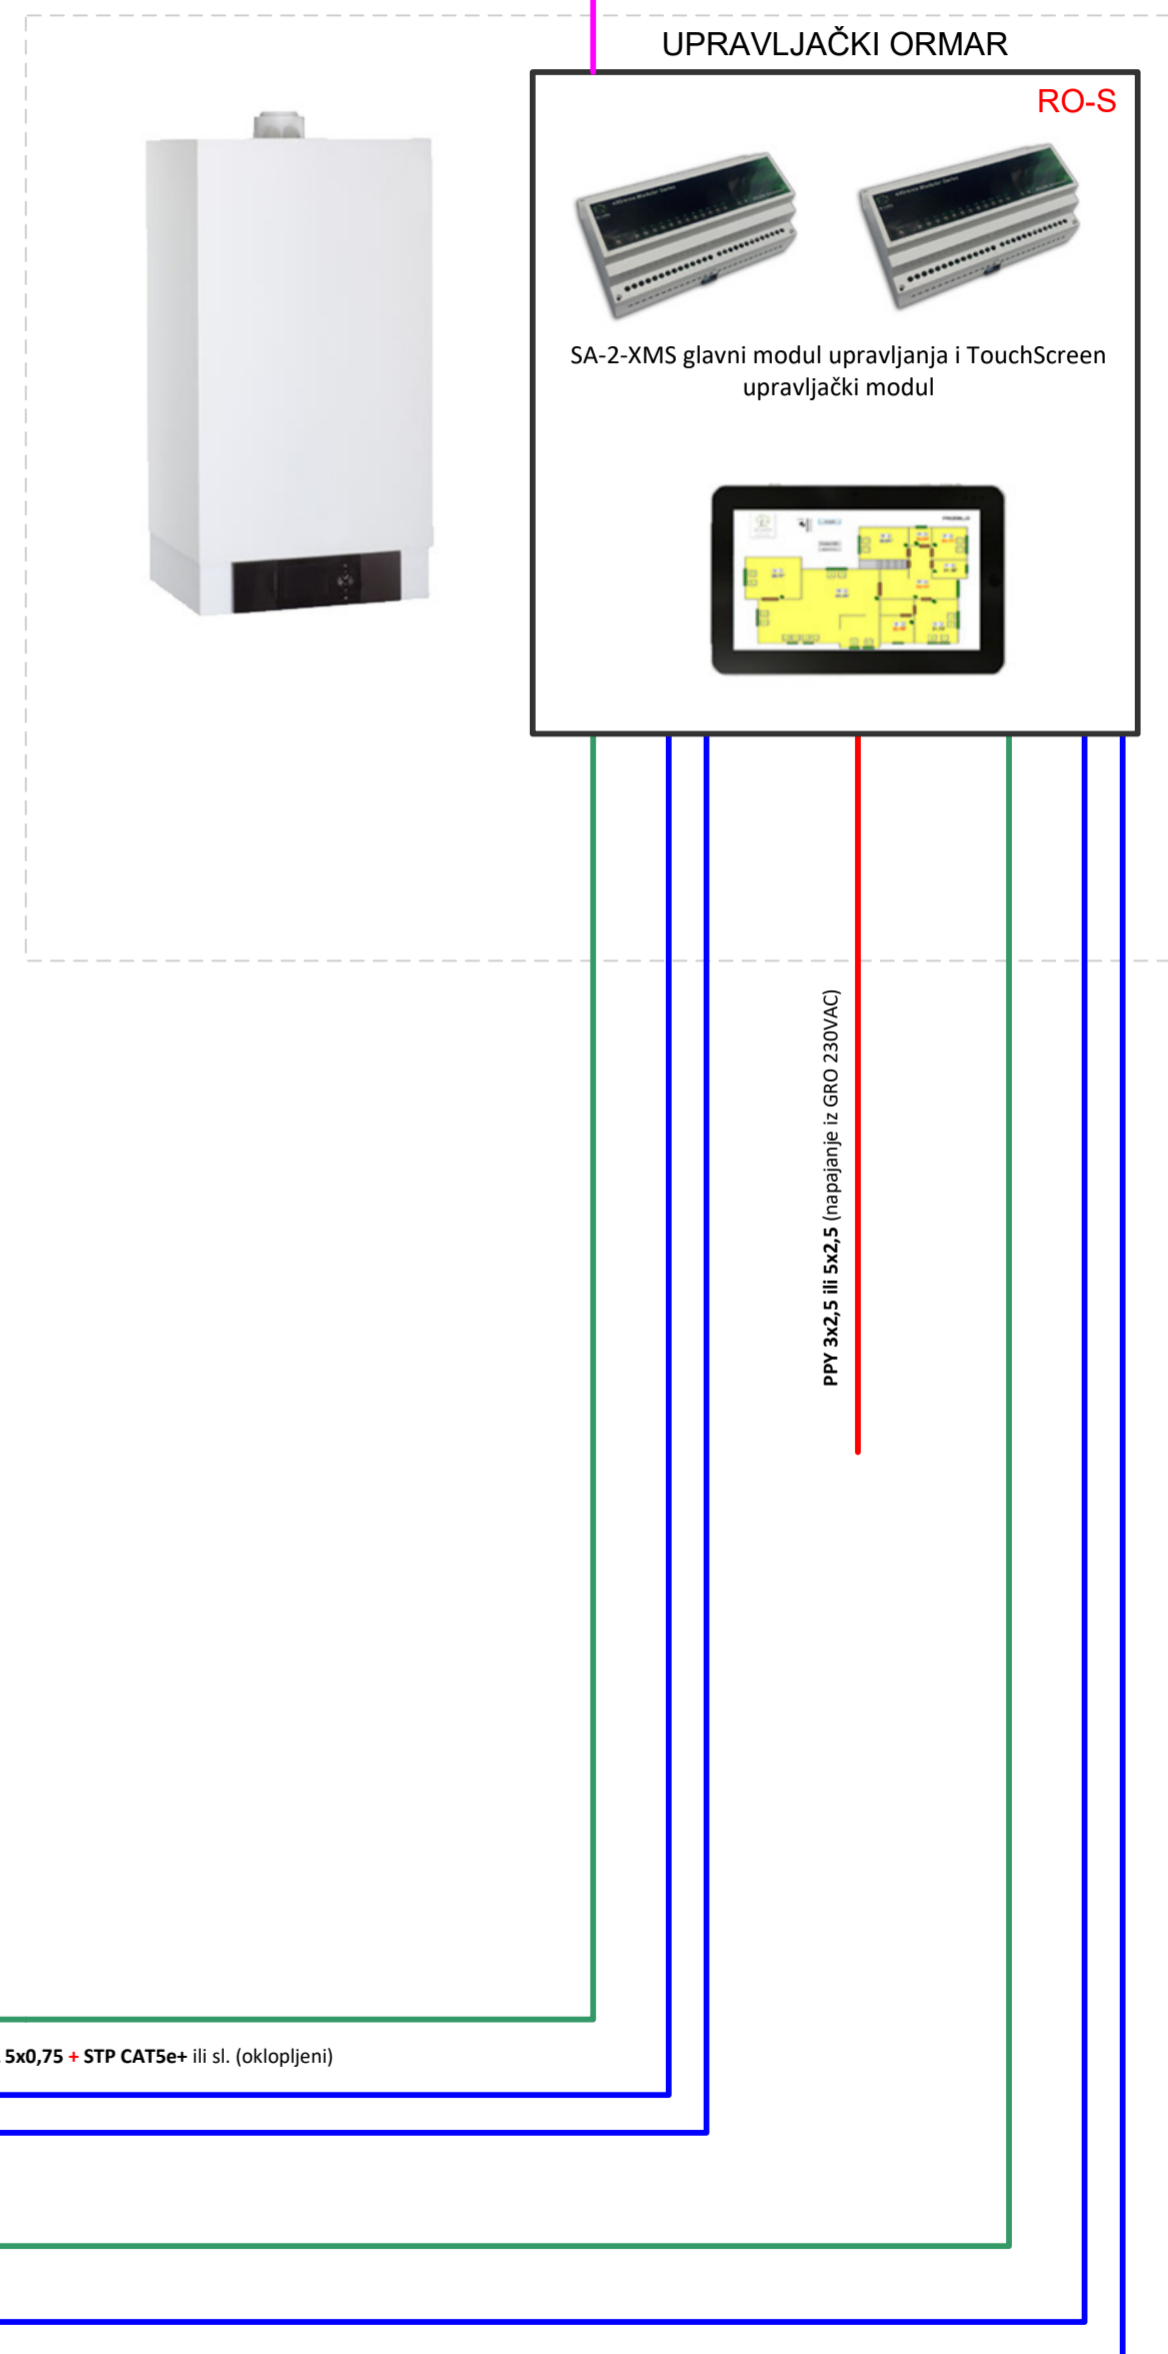 UPRAVLJAČKI ORMAR
RO-S
SA-2-XMS glavni modul upravljanja i TouchScreen
upravljački modul
PPY 3x2,5 ili 5x2,5 (napajanje iz GRO 230VAC)
5x0,75 + STP CAT5e+ ili sl. (oklopljeni)